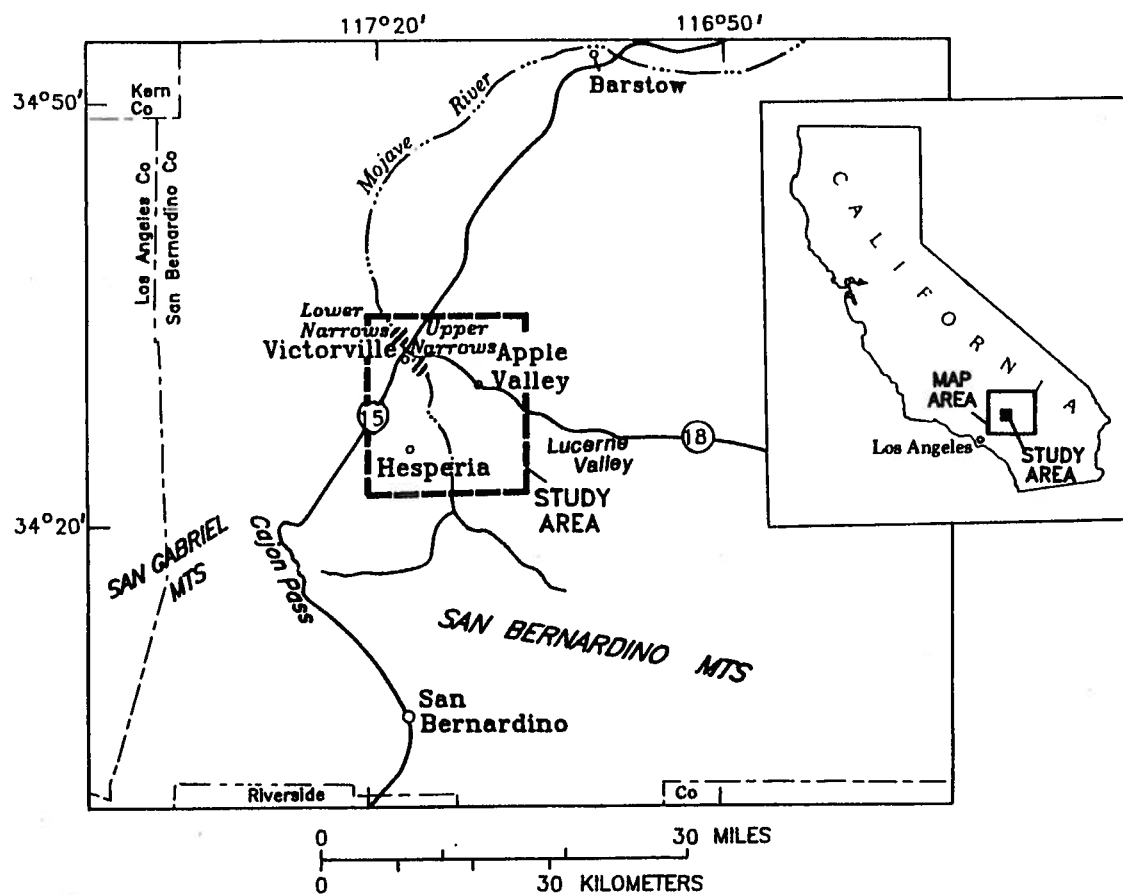 117°20'
116°50'
34°50'
Kern
Co
Mojave River
Barstow
Los Angeles Co
San Bernardino Co
CALIFORNIA
MAP
AREA
Los Angeles
STUDY
AREA
Lower
Narrows
Upper
Narrows
Victorville
Apple
Valley
15
18
Lucerne
Valley
Hesperia
STUDY
AREA
34°20'
SAN GABRIEL
MTS
Cajon Pass
SAN BERNARDINO MTS
San
Bernardino
Riverside
Co
0 30 MILES
0 30 KILOMETERS